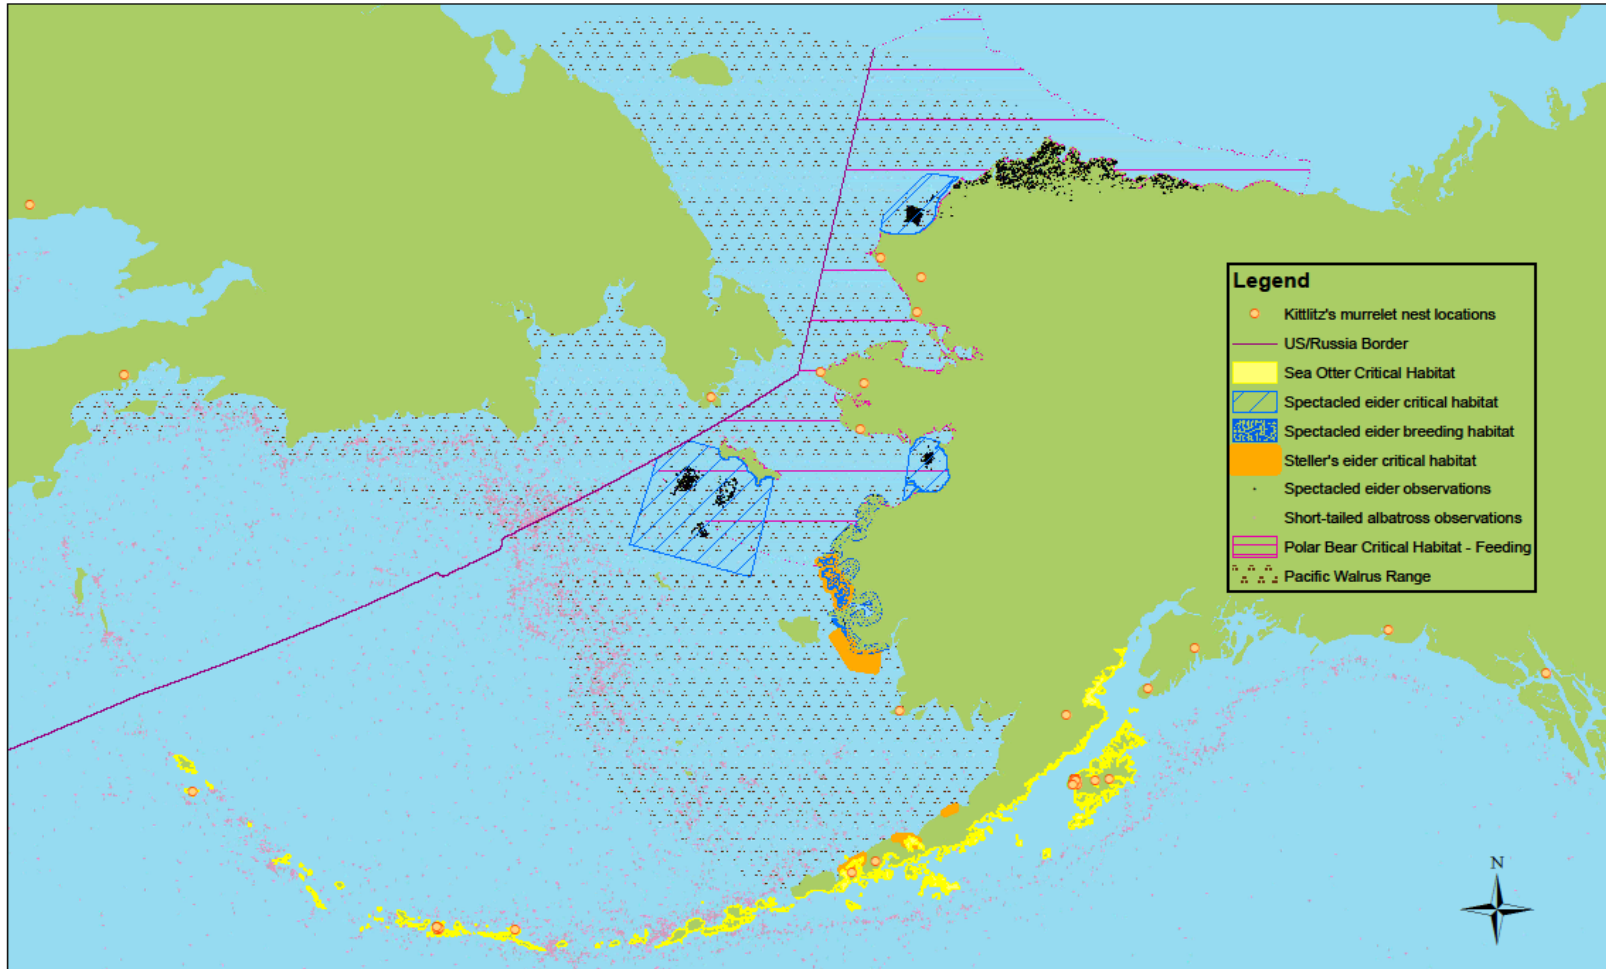 Legend
Kittlitz's murrelet nest locations
US/Russia Border
Sea Otter Critical Habitat
Spectacled eider critical habitat
Spectacled eider breeding habitat
Steller's eider critical habitat
Spectacled eider observations
Short-tailed albatross observations
Polar Bear Critical Habitat - Feeding
Pacific Walrus Range
N